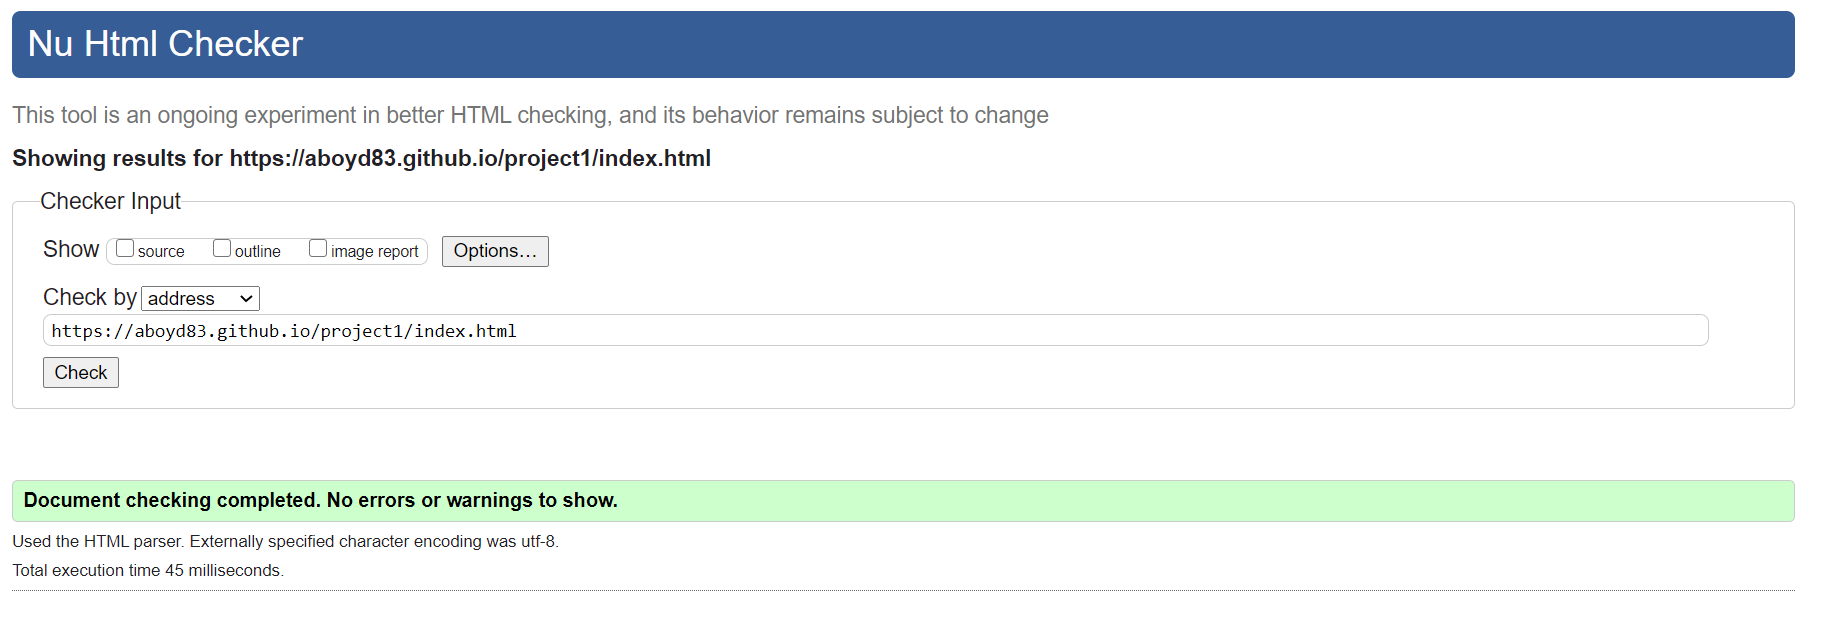 Nu Html Checker
This tool is an ongoing experiment in better HTML checking, and its behavior remains subject to change
Showing results for https://aboyd83.github.io/project1/index.html
Checker Input
Show source outline image report Options…
Check by address
https://aboyd83.github.io/project1/index.html
Check
Document checking completed. No errors or warnings to show.
Used the HTML parser. Externally specified character encoding was utf-8.
Total execution time 45 milliseconds.